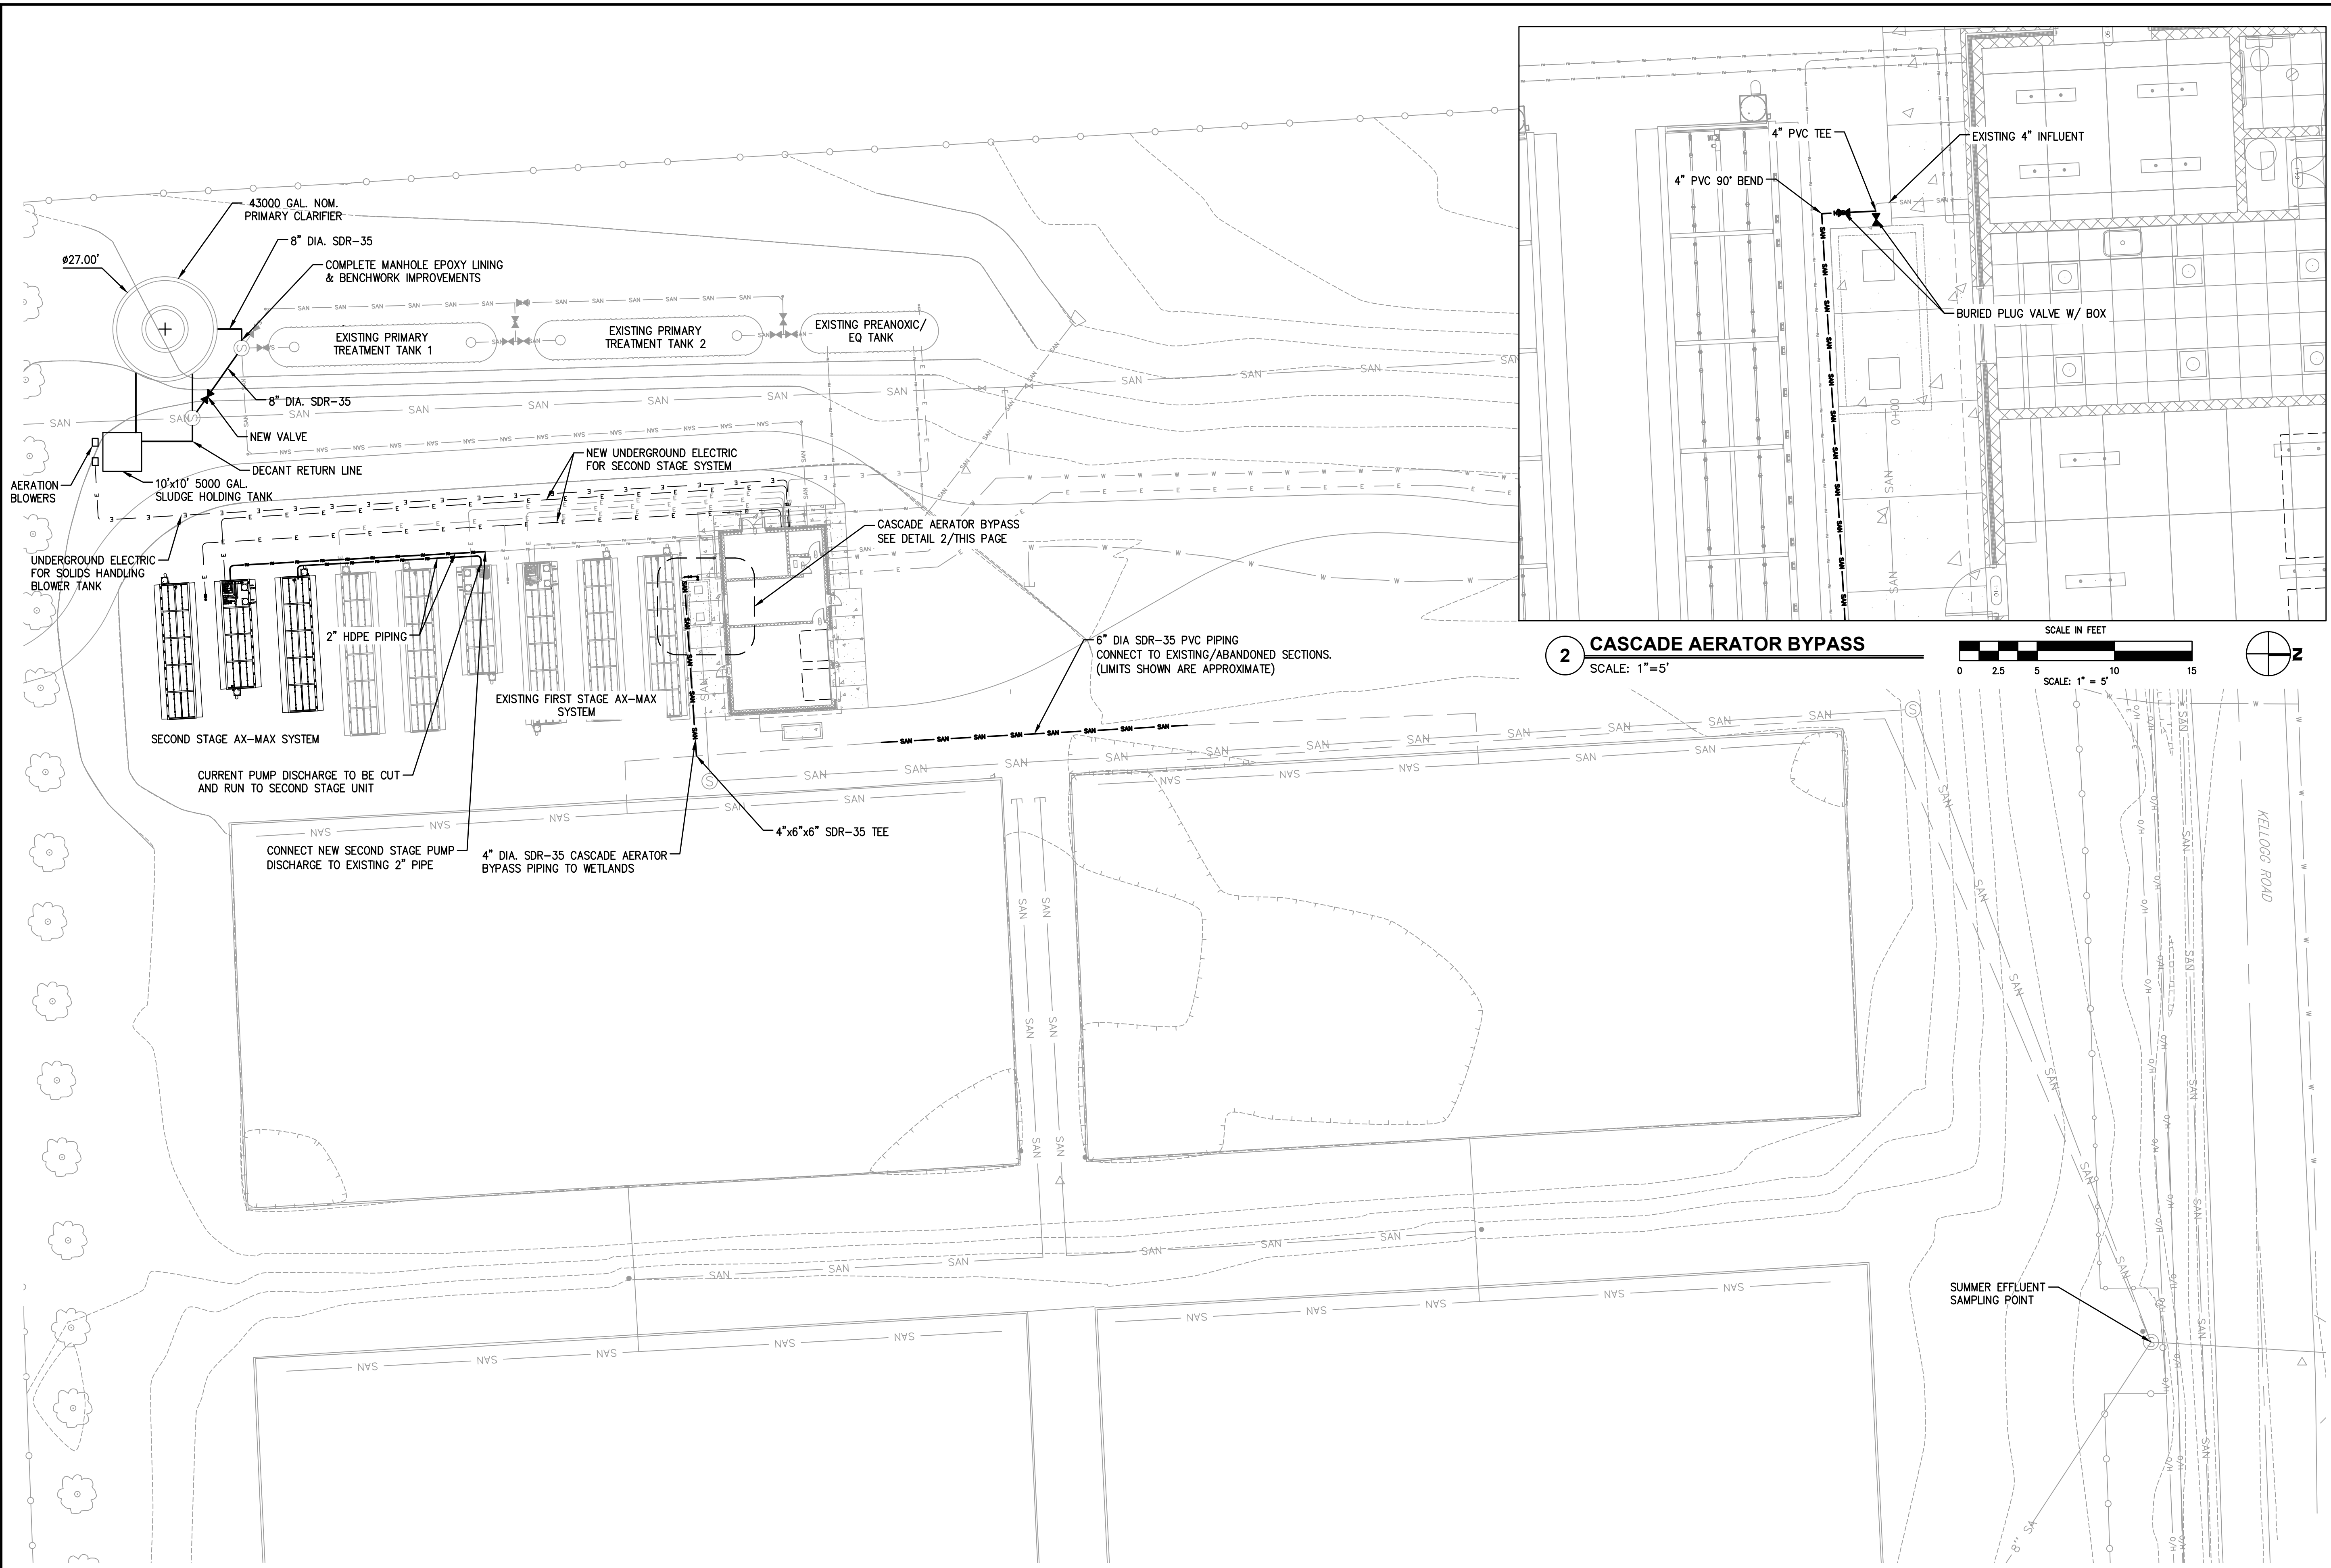 43000 GAL. NOM.
PRIMARY CLARIFIER
8" DIA. SDR-35
ø27.00'
COMPLETE MANHOLE EPOXY LINING
& BENCHWORK IMPROVEMENTS
EXISTING PRIMARY
TREATMENT TANK 1
EXISTING PRIMARY
TREATMENT TANK 2
EXISTING PREANOXIC/
EQ TANK
8" DIA. SDR-35
NEW VALVE
DECANT RETURN LINE
AERATION
BLOWERS
10'x10' 5000 GAL.
SLUDGE HOLDING TANK
NEW UNDERGROUND ELECTRIC
FOR SECOND STAGE SYSTEM
CASCADE AERATOR BYPASS
SEE DETAIL 2/THIS PAGE
UNDERGROUND ELECTRIC
FOR SOLIDS HANDLING
BLOWER TANK
2" HDPE PIPING
6" DIA SDR-35 PVC PIPING
CONNECT TO EXISTING/ABANDONED SECTIONS.
(LIMITS SHOWN ARE APPROXIMATE)
EXISTING FIRST STAGE AX-MAX
SYSTEM
SECOND STAGE AX-MAX SYSTEM
CURRENT PUMP DISCHARGE TO BE CUT
AND RUN TO SECOND STAGE UNIT
CONNECT NEW SECOND STAGE PUMP
DISCHARGE TO EXISTING 2" PIPE
4" DIA. SDR-35 CASCADE AERATOR
BYPASS PIPING TO WETLANDS
4"x6"x6" SDR-35 TEE
4" PVC TEE
EXISTING 4" INFLUENT
4" PVC 90° BEND
BURIED PLUG VALVE W/ BOX
0+00
SAN
2 CASCADE AERATOR BYPASS
SCALE: 1"=5'
SCALE IN FEET
0 2.5 5 10 15
SCALE: 1" = 5'
N
KELLOGG ROAD
SUMMER EFFLUENT
SAMPLING POINT
8" SA